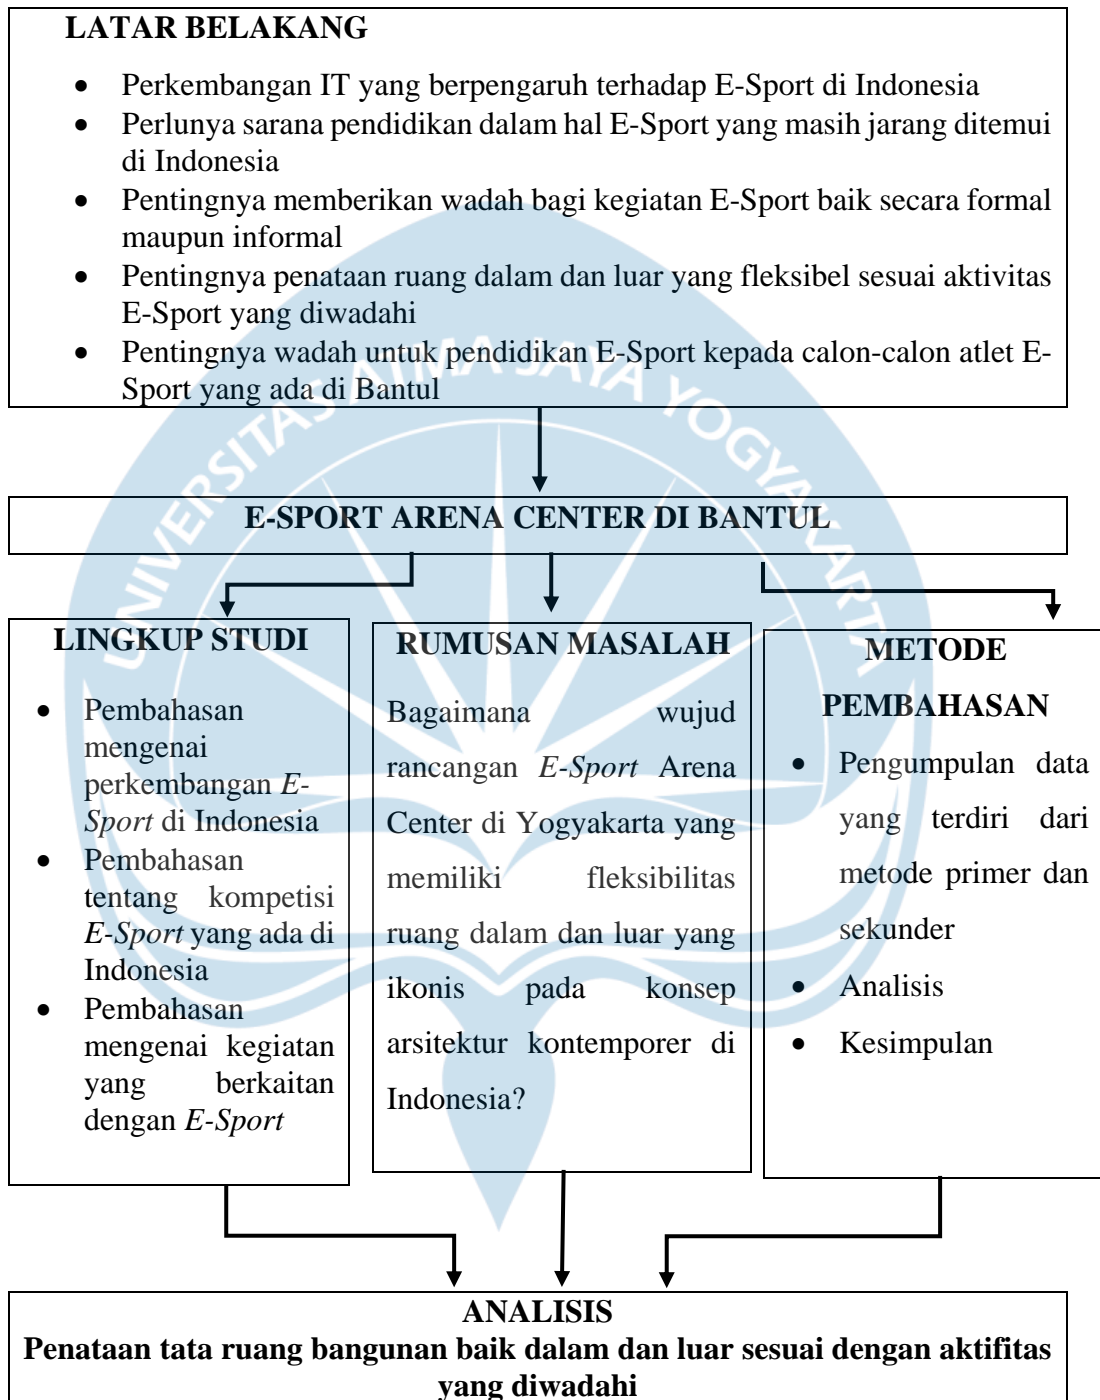 LATAR BELAKANG
• Perkembangan IT yang berpengaruh terhadap E-Sport di Indonesia
• Perlunya sarana pendidikan dalam hal E-Sport yang masih jarang ditemui
di Indonesia
• Pentingnya memberikan wadah bagi kegiatan E-Sport baik secara formal
maupun informal
• Pentingnya penataan ruang dalam dan luar yang fleksibel sesuai aktivitas
E-Sport yang diwadahi
• Pentingnya wadah untuk pendidikan E-Sport kepada calon-calon atlet E-
Sport yang ada di Bantul
UNIVERSITAS ATMA JAYA YOGYAKARTA
E-SPORT ARENA CENTER DI BANTUL
LINGKUP STUDI
• Pembahasan
mengenai
perkembangan E-
Sport di Indonesia
• Pembahasan
tentang kompetisi
E-Sport yang ada di
Indonesia
• Pembahasan
mengenai kegiatan
yang berkaitan
dengan E-Sport
RUMUSAN MASALAH
Bagaimana wujud
rancangan E-Sport Arena
Center di Yogyakarta yang
memiliki fleksibilitas
ruang dalam dan luar yang
ikonis pada konsep
arsitektur kontemporer di
Indonesia?
METODE
PEMBAHASAN
• Pengumpulan data
yang terdiri dari
metode primer dan
sekunder
• Analisis
• Kesimpulan
ANALISIS
Penataan tata ruang bangunan baik dalam dan luar sesuai dengan aktifitas
yang diwadahi